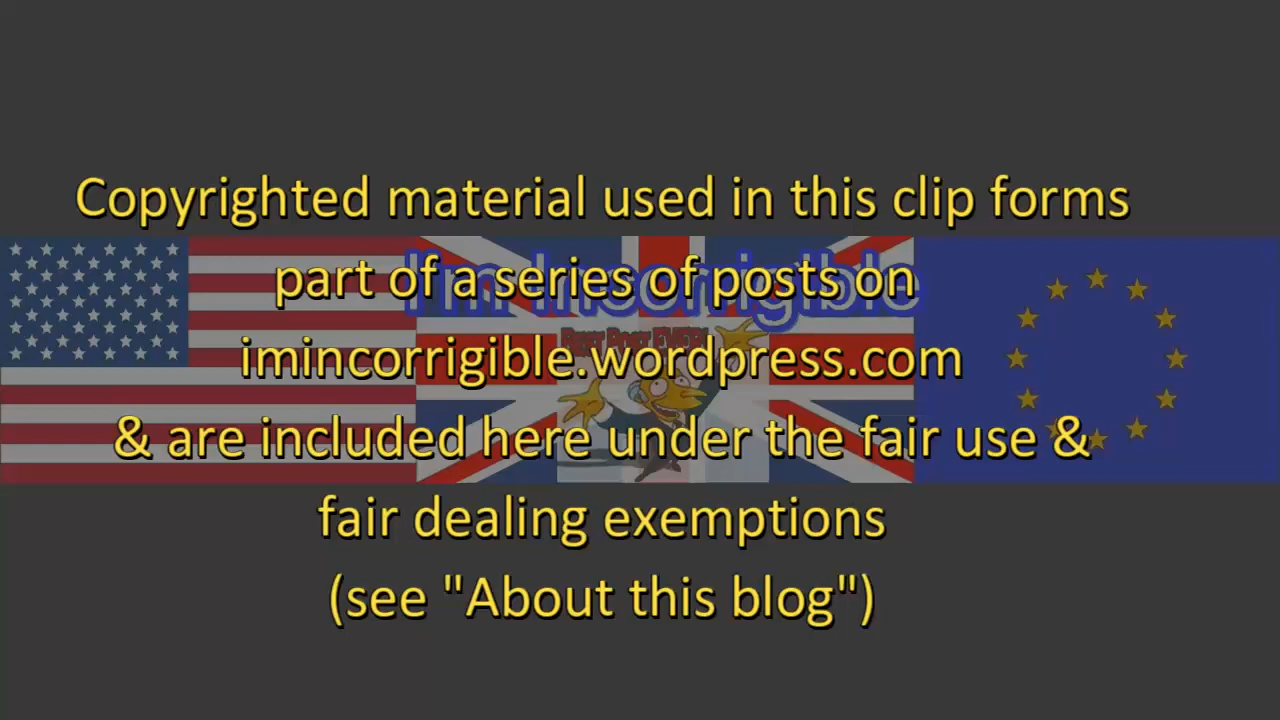 Copyrighted material used in this clip forms
part of a series of posts on
I'm Incorrigible
imincorrigible.wordpress.com
& are included here under the fair use &
fair dealing exemptions
(see "About this blog")